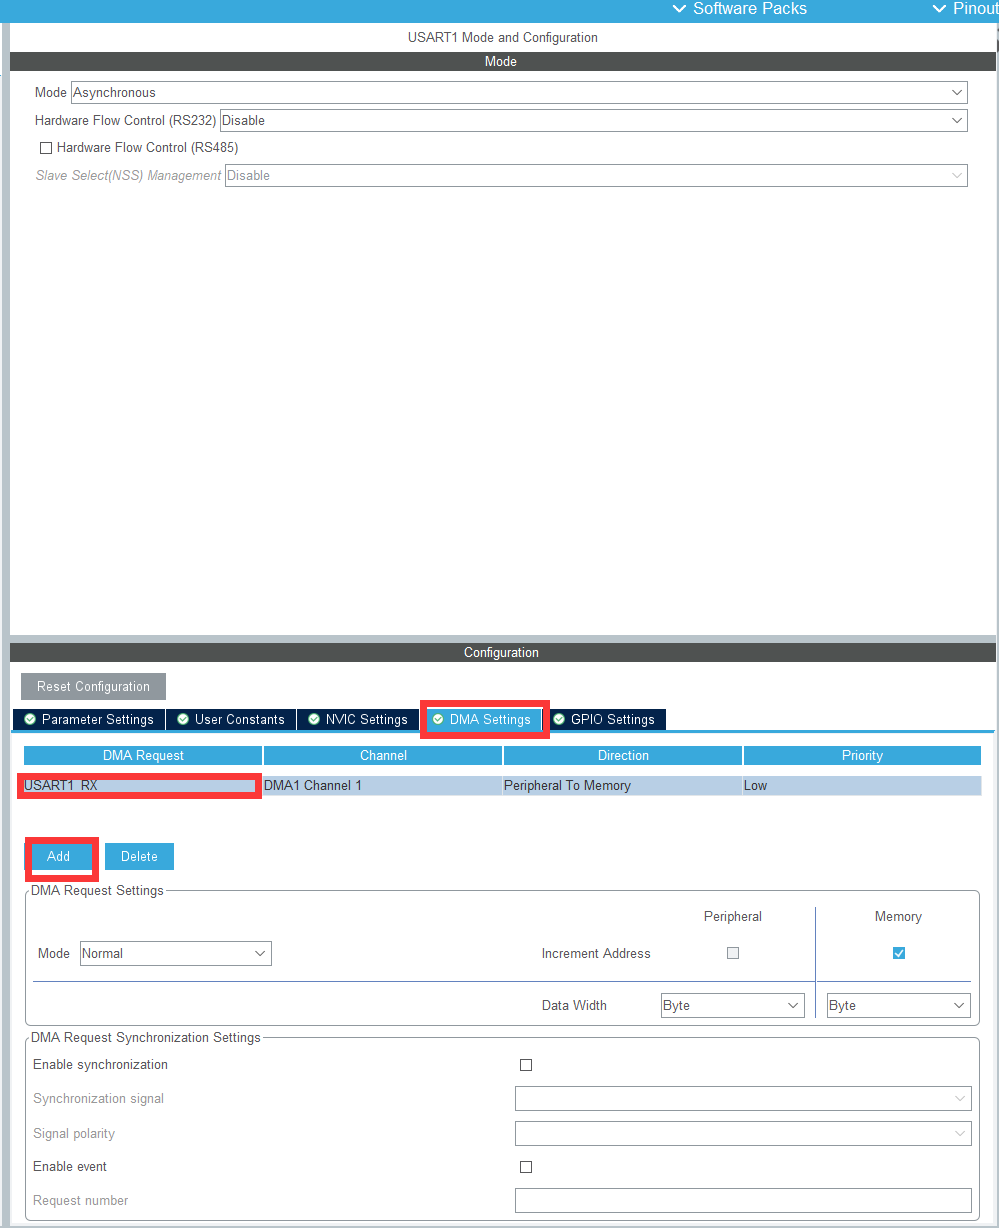 Software Packs Pinout
USART1 Mode and Configuration
Mode
Mode Asynchronous
Hardware Flow Control (RS232) Disable
Hardware Flow Control (RS485)
Slave Select(NSS) Management Disable
Configuration
Reset Configuration
Parameter Settings User Constants NVIC Settings DMA Settings GPIO Settings
DMA Request Channel Direction Priority
USART1_RX DMA1 Channel 1 Peripheral To Memory Low
Add Delete
DMA Request Settings
Peripheral Memory
Mode Normal Increment Address
Data Width Byte Byte
DMA Request Synchronization Settings
Enable synchronization
Synchronization signal
Signal polarity
Enable event
Request number